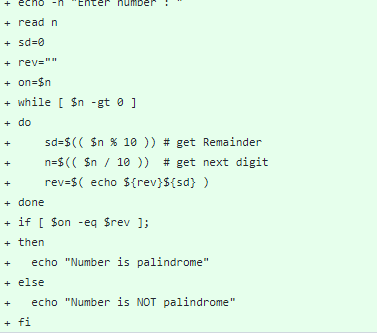 + echo -n "Enter number : "
+ read n
+ sd=0
+ rev=""
+ on=$n
+ while [ $n -gt 0 ]
+ do
+     sd=$(( $n % 10 )) # get Remainder
+     n=$(( $n / 10 ))  # get next digit
+     rev=$( echo ${rev}${sd} )
+ done
+ if [ $on -eq $rev ];
+ then
+   echo "Number is palindrome"
+ else
+   echo "Number is NOT palindrome"
+ fi